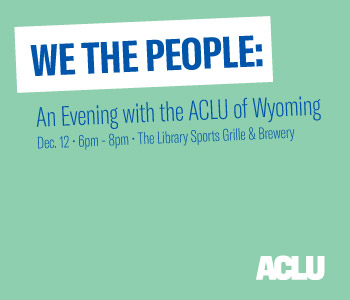 WE THE PEOPLE:
An Evening with the ACLU of Wyoming
Dec. 12 · 6pm - 8pm · The Library Sports Grille & Brewery
ACLU